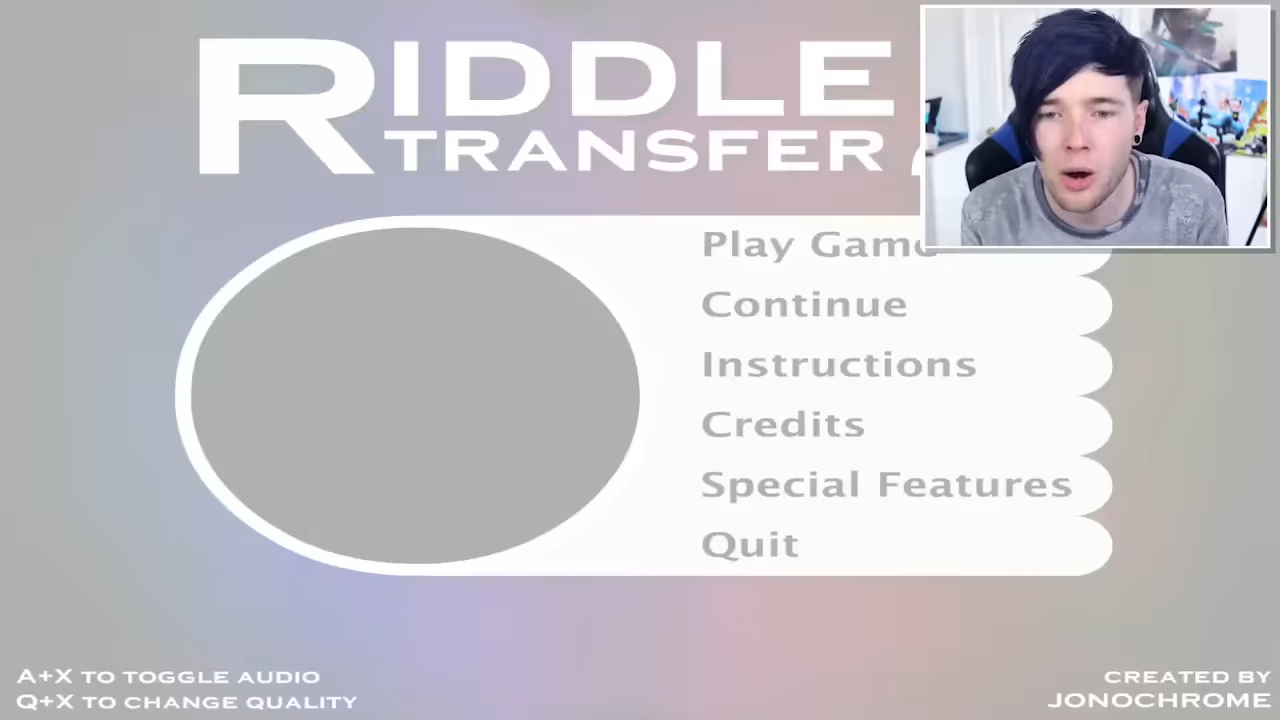 RIDDLE
TRANSFER
Play Game
Continue
Instructions
Credits
Special Features
Quit
A+X TO TOGGLE AUDIO
Q+X TO CHANGE QUALITY
CREATED BY
JONOCHROME